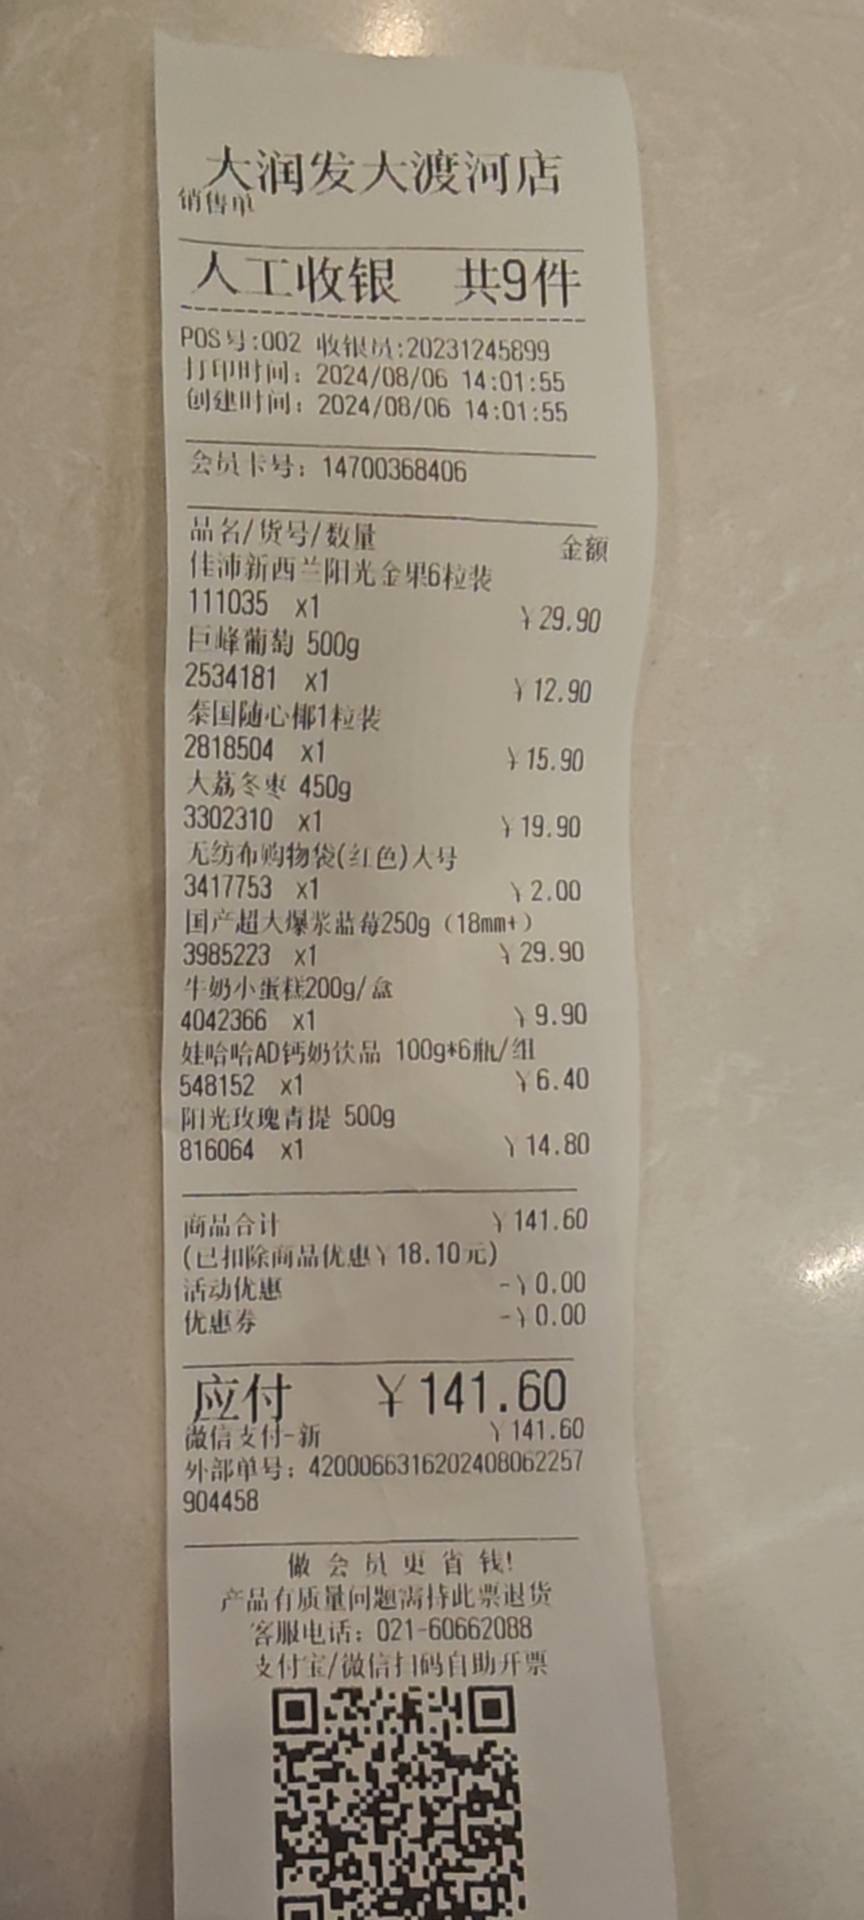 大润发大渡河店
销售单
人工收银 共9件
POS号:002 收银员:20231245899
打印时间：2024/08/06 14:01:55
创建时间：2024/08/06 14:01:55
会员卡号：14700368406
品名/货号/数量 金额
佳沛新西兰阳光金果6粒装
111035 x1 ￥29.90
巨峰葡萄 500g
2534181 x1 ￥12.90
泰国随心椰1粒装
2818504 x1 ￥15.90
大荔冬枣 450g
3302310 x1 ￥19.90
无纺布购物袋(红色)大号
3417753 x1 ￥2.00
国产超大爆浆蓝莓250g（18mm+）
3985223 x1 ￥29.90
牛奶小蛋糕200g/盒
4042366 x1 ￥9.90
娃哈哈AD钙奶饮品 100g*6瓶/组
548152 x1 ￥6.40
阳光玫瑰青提 500g
816064 x1 ￥14.80
商品合计 ￥141.60
(已扣除商品优惠￥18.10元)
活动优惠 -￥0.00
优惠券 -￥0.00
应付 ￥141.60
微信支付-新 ￥141.60
外部单号：4200066316202408062257
904458
做会员更省钱!
产品有质量问题需持此票退货
客服电话：021-60662088
支付宝/微信扫码自助开票